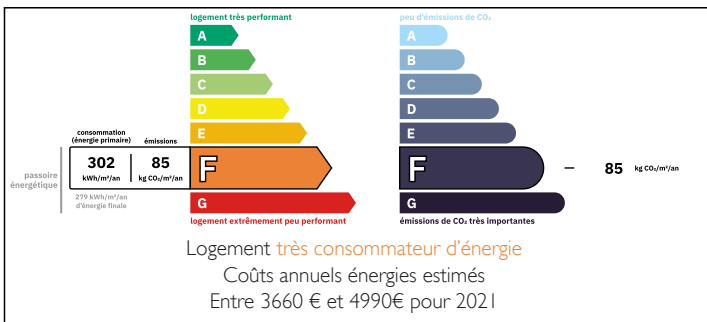 logement très performant
A
B
C
D
E
consommation
(énergie primaire)
émissions
302
kWh/m²/an
85
kg CO₂/m²/an
F
passoire
énergétique
279 kWh/m²/an
d'énergie finale
G
logement extrêmement peu performant
peu d'émissions de CO₂
A
B
C
D
E
F
85 kg CO₂/m²/an
G
émissions de CO₂ très importantes
Logement très consommateur d'énergie
Coûts annuels énergies estimés
Entre 3660 € et 4990€ pour 2021